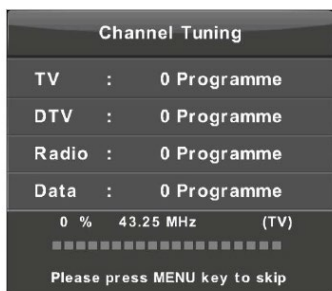 Channel Tuning
TV : 0 Programme
DTV : 0 Programme
Radio : 0 Programme
Data : 0 Programme
0 % 43.25 MHz (TV)
Please press MENU key to skip